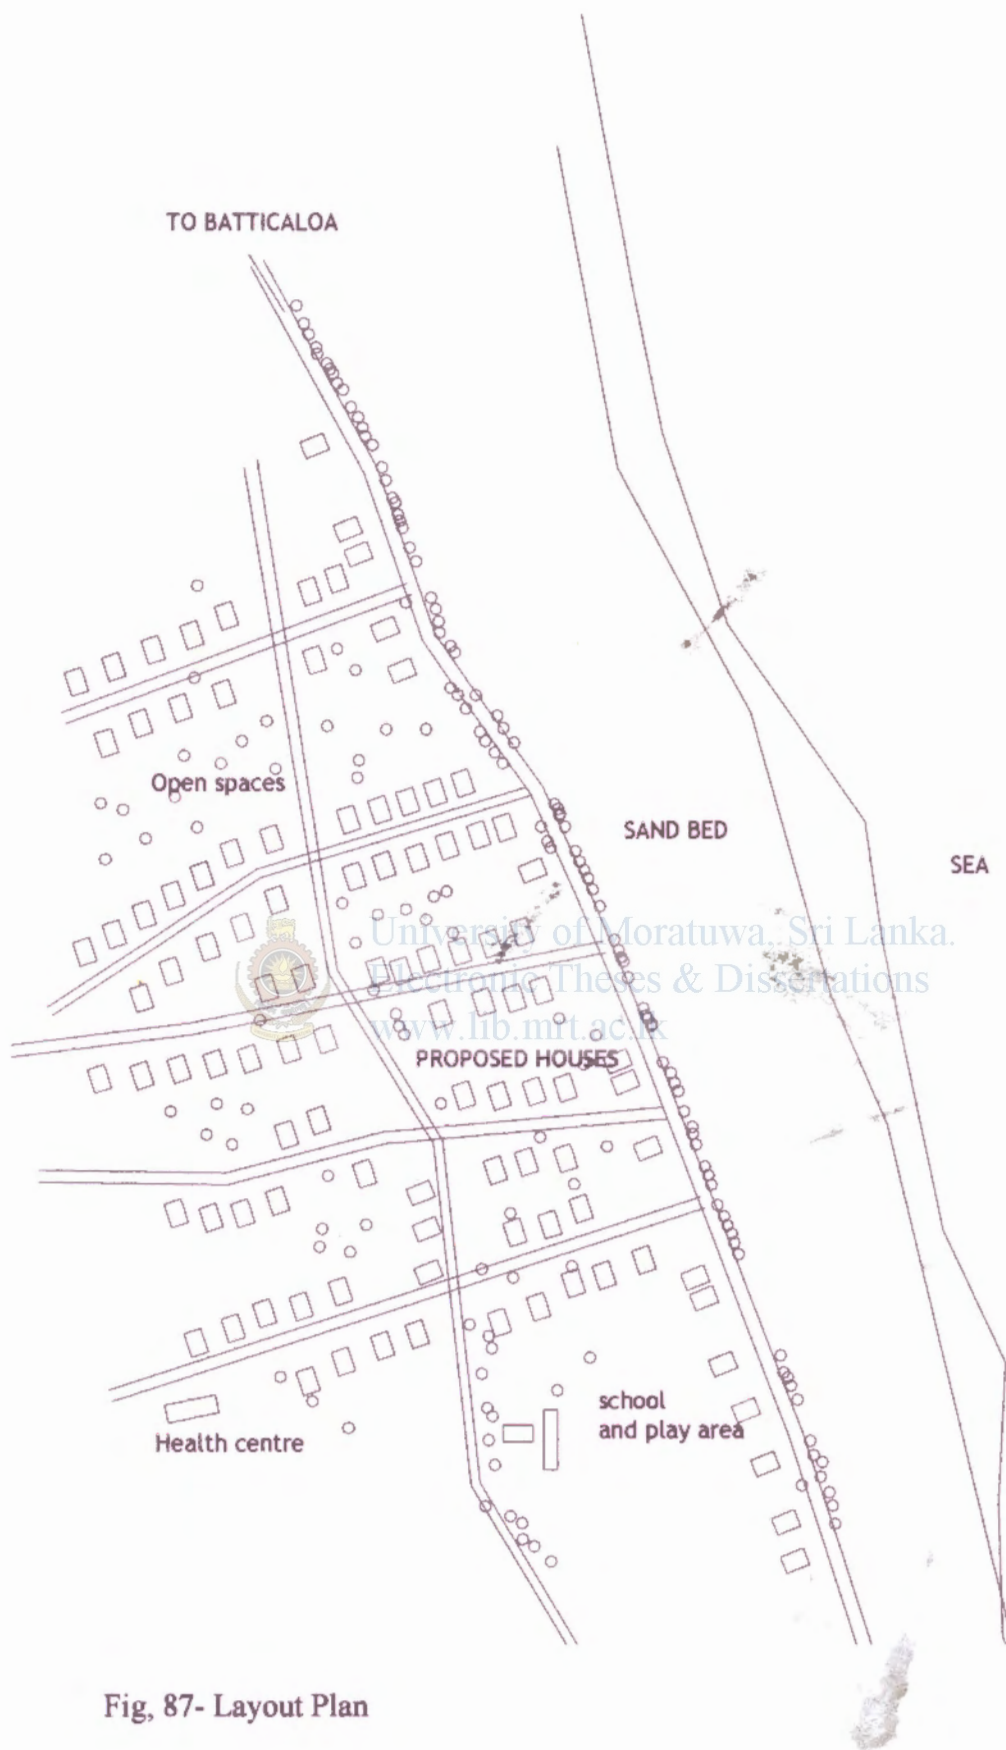 TO BATTICALOA
Open spaces
SAND BED
SEA
University of Moratuwa, Sri Lanka.
Electronic Theses & Dissertations
www.lib.mrt.ac.lk
PROPOSED HOUSES
school
and play area
Health centre
Fig, 87- Layout Plan